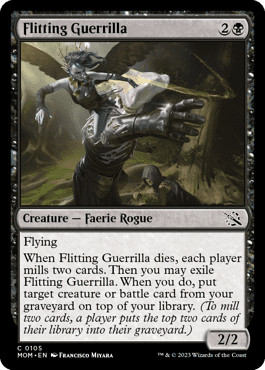 Flitting Guerrilla 2
Creature — Faerie Rogue
Flying
When Flitting Guerrilla dies, each player
mills two cards. Then you may exile
Flitting Guerrilla. When you do, put
target creature or battle card from your
graveyard on top of your library. (To mill
two cards, a player puts the top two cards of
their library into their graveyard.)
2/2
C 0105
MOM • EN Francisco Miyara
™ & © 2023 Wizards of the Coast